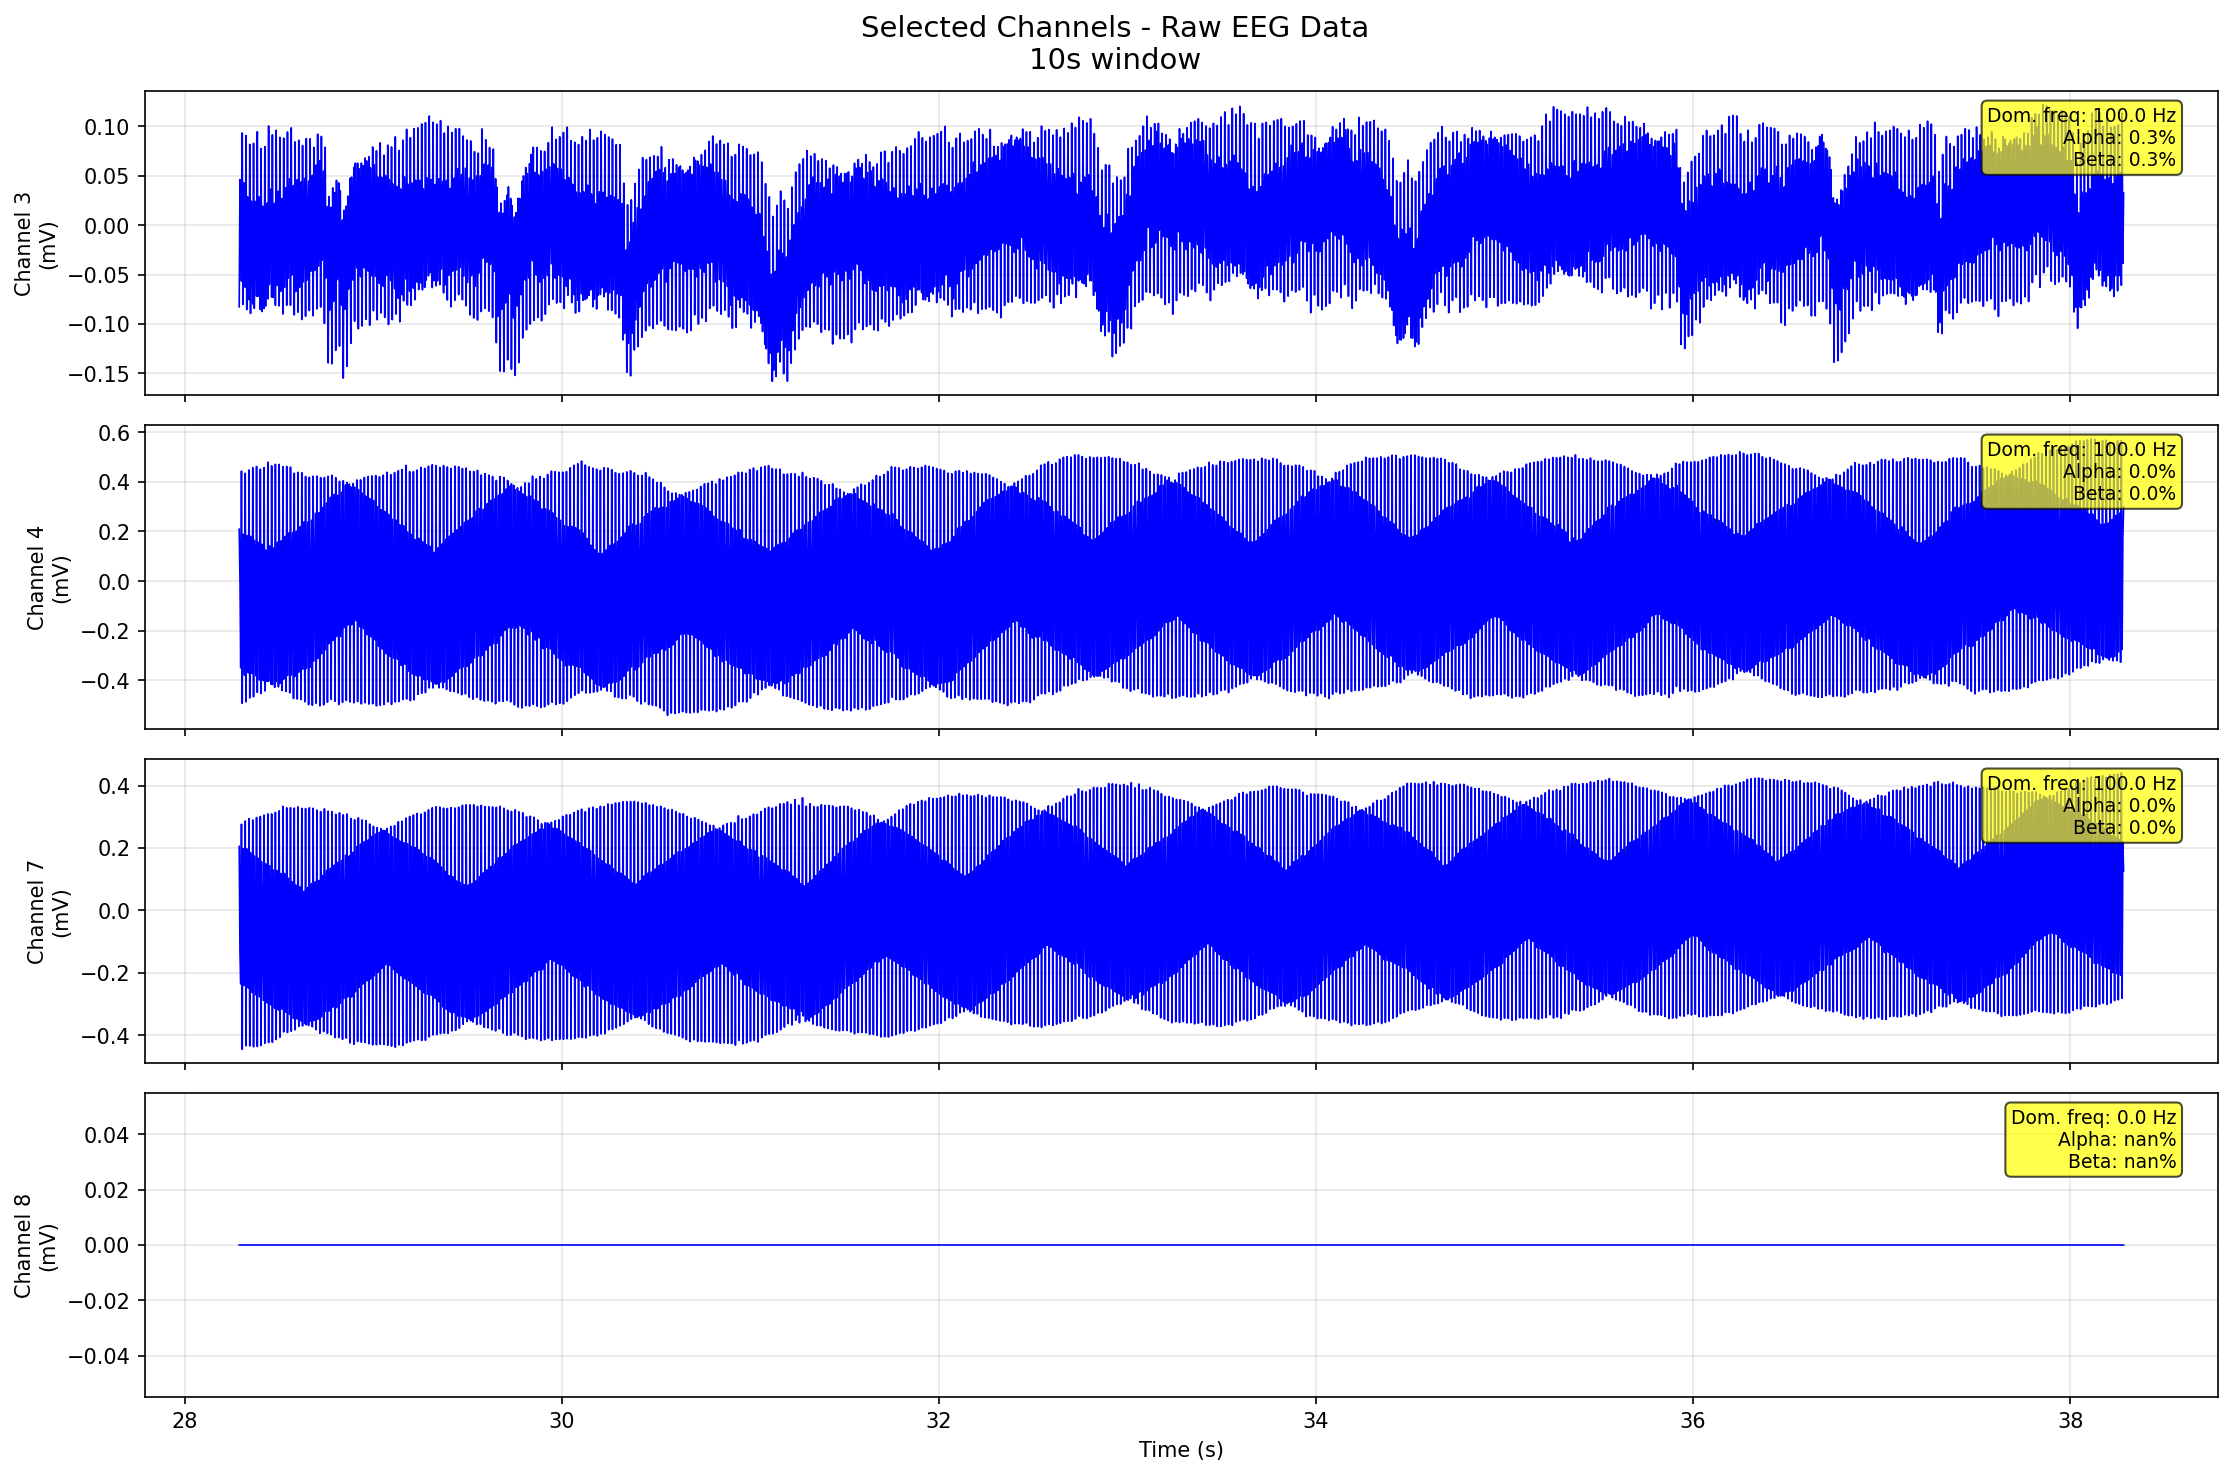 Selected Channels - Raw EEG Data
10s window
Channel 3
(mV)
0.10
0.05
0.00
−0.05
−0.10
−0.15
Dom. freq: 100.0 Hz
Alpha: 0.3%
Beta: 0.3%
Channel 4
(mV)
0.6
0.4
0.2
0.0
−0.2
−0.4
Dom. freq: 100.0 Hz
Alpha: 0.0%
Beta: 0.0%
Channel 7
(mV)
0.4
0.2
0.0
−0.2
−0.4
Dom. freq: 100.0 Hz
Alpha: 0.0%
Beta: 0.0%
Channel 8
(mV)
0.04
0.02
0.00
−0.02
−0.04
Dom. freq: 0.0 Hz
Alpha: nan%
Beta: nan%
28 30 32 34 36 38
Time (s)